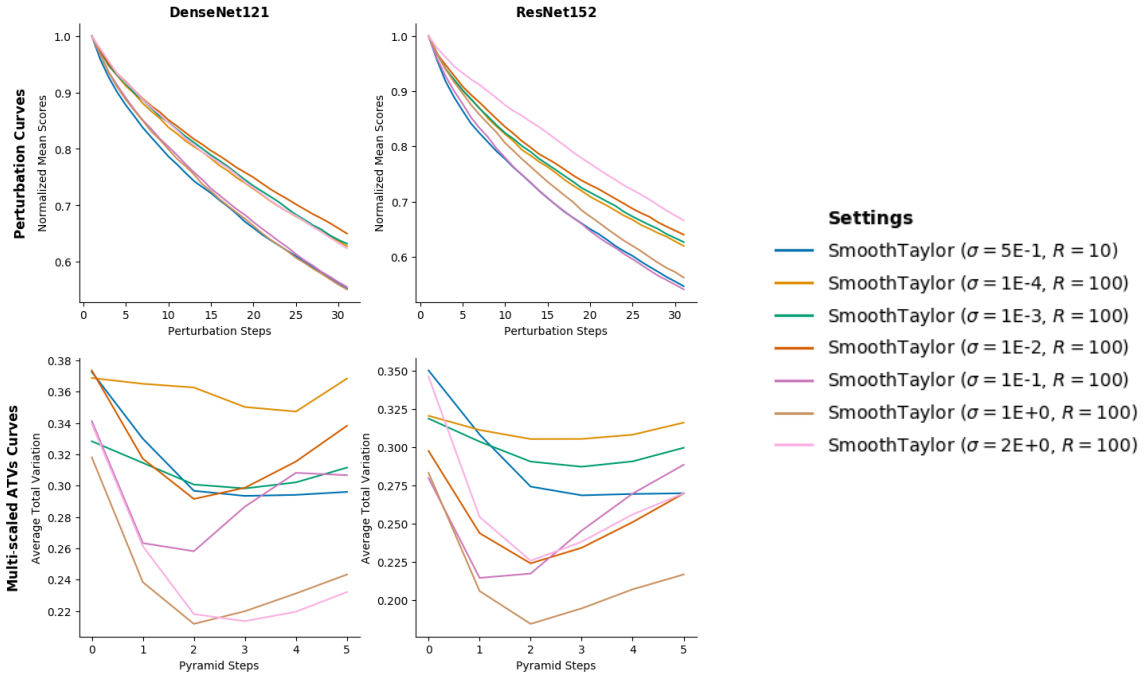 DenseNet121
ResNet152
Perturbation Curves
Normalized Mean Scores
1.0
0.9
0.8
0.7
0.6
0 5 10 15 20 25 30
Perturbation Steps
Normalized Mean Scores
1.0
0.9
0.8
0.7
0.6
0 5 10 15 20 25 30
Perturbation Steps
Settings
SmoothTaylor (σ = 5E-1, R = 10)
SmoothTaylor (σ = 1E-4, R = 100)
SmoothTaylor (σ = 1E-3, R = 100)
SmoothTaylor (σ = 1E-2, R = 100)
SmoothTaylor (σ = 1E-1, R = 100)
SmoothTaylor (σ = 1E+0, R = 100)
SmoothTaylor (σ = 2E+0, R = 100)
Multi-scaled ATVs Curves
Average Total Variation
0.38
0.36
0.34
0.32
0.30
0.28
0.26
0.24
0.22
0 1 2 3 4 5
Pyramid Steps
Average Total Variation
0.350
0.325
0.300
0.275
0.250
0.225
0.200
0 1 2 3 4 5
Pyramid Steps